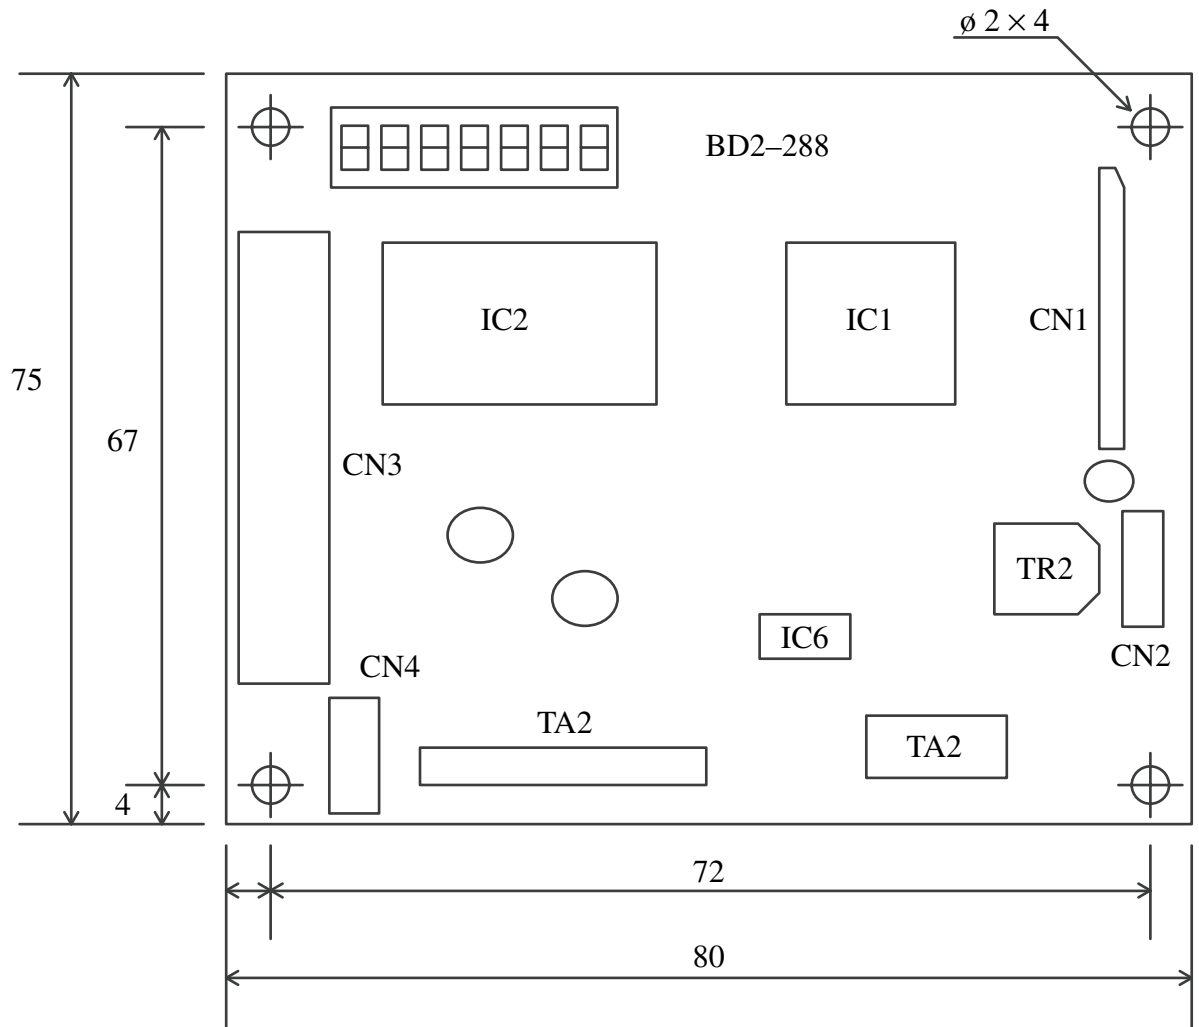 ø 2 × 4
BD2–288
IC2
IC1
CN1
75
67
CN3
TR2
IC6
CN2
CN4
TA2
TA2
4
72
80